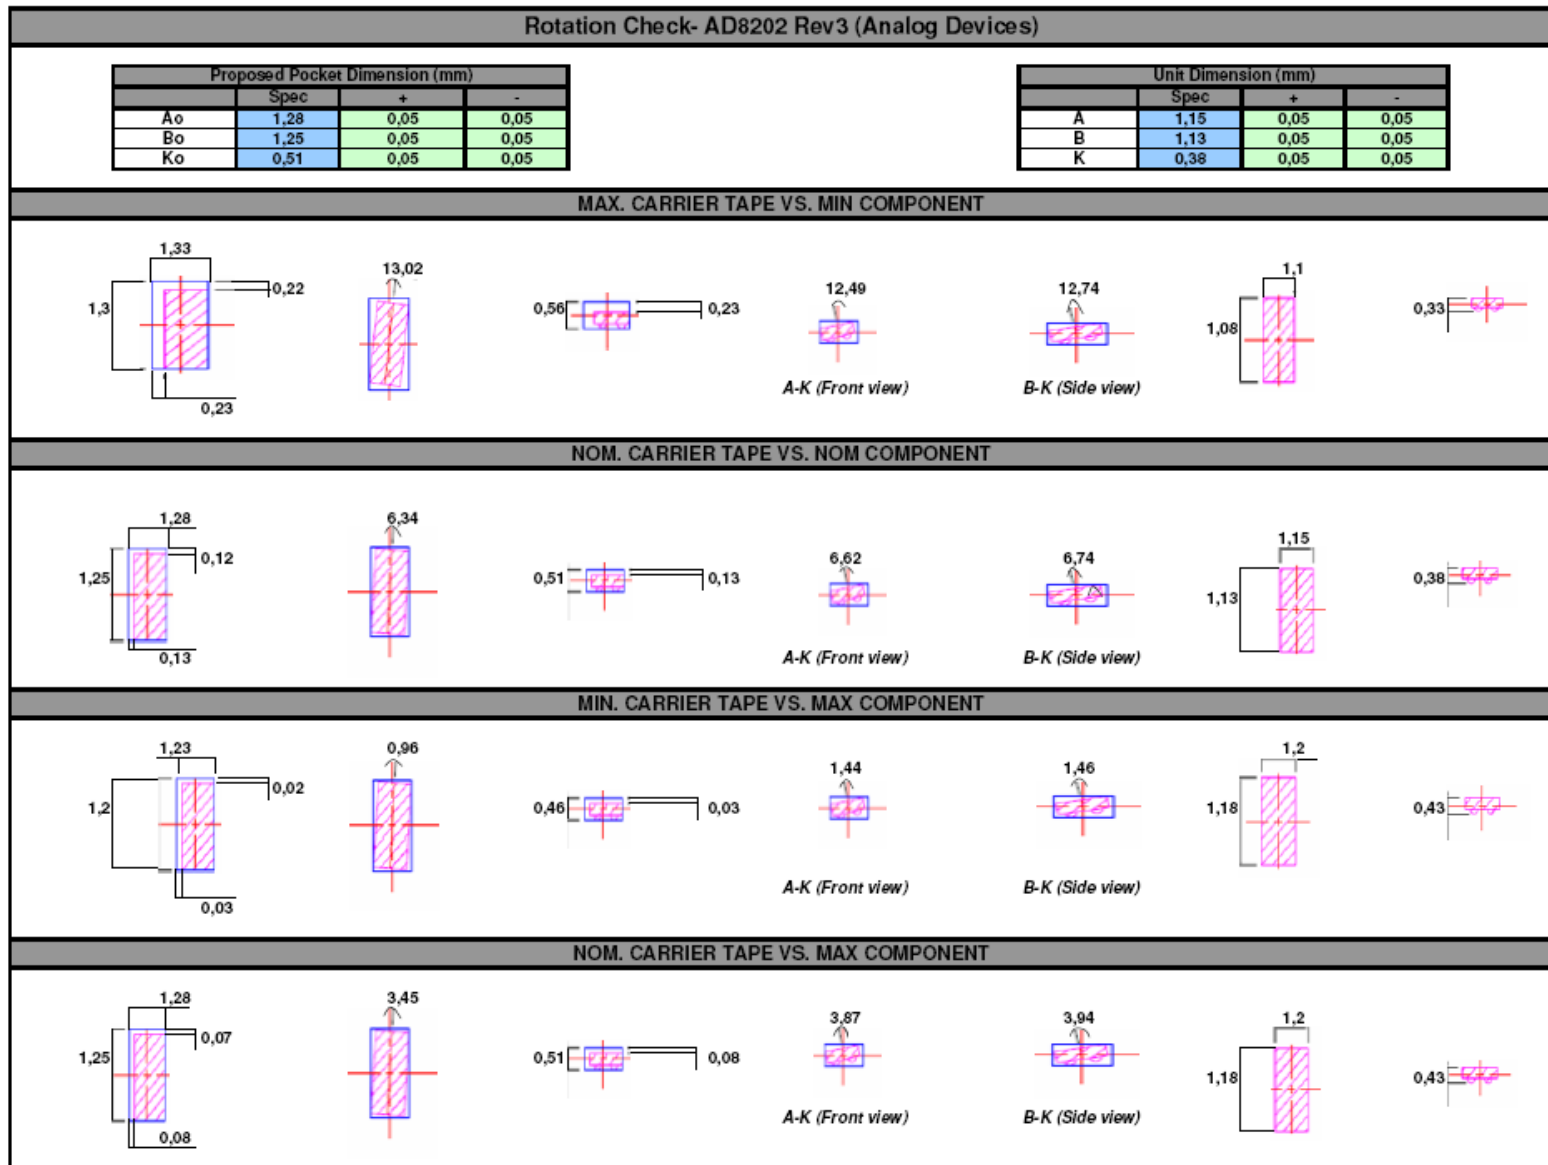 Rotation Check- AD8202 Rev3 (Analog Devices)
Proposed Pocket Dimension (mm)
Spec + -
Ao 1,28 0,05 0,05
Bo 1,25 0,05 0,05
Ko 0,51 0,05 0,05
Unit Dimension (mm)
Spec + -
A 1,15 0,05 0,05
B 1,13 0,05 0,05
K 0,38 0,05 0,05
MAX. CARRIER TAPE VS. MIN COMPONENT
1,33
1,3
0,22
0,23
13,02
0,56
0,23
12,49
A-K (Front view)
12,74
B-K (Side view)
1,1
1,08
0,33
NOM. CARRIER TAPE VS. NOM COMPONENT
1,28
1,25
0,12
0,13
6,34
0,51
0,13
6,62
A-K (Front view)
6,74
B-K (Side view)
1,15
1,13
0,38
MIN. CARRIER TAPE VS. MAX COMPONENT
1,23
1,2
0,02
0,03
0,96
0,46
0,03
1,44
A-K (Front view)
1,46
B-K (Side view)
1,2
1,18
0,43
NOM. CARRIER TAPE VS. MAX COMPONENT
1,28
1,25
0,07
0,08
3,45
0,51
0,08
3,87
A-K (Front view)
3,94
B-K (Side view)
1,2
1,18
0,43